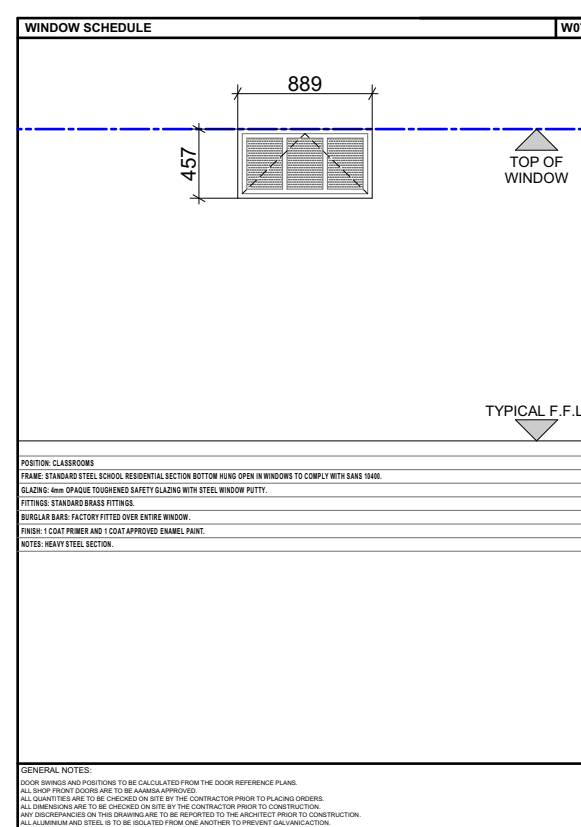 WINDOW SCHEDULE
889
457
TOP OF
WINDOW
TYPICAL F.F.L
POSITION: CLASSROOMS
FRAME: STANDARD STEEL SCHOOL RESIDENTIAL SECTION BOTTOM HUNG OPEN IN WINDOWS TO COMPLY WITH SANS 10400.
GLAZING: 4mm OPAQUE TOUGHENED SAFETY GLAZING WITH STEEL WINDOW PUTTY.
FITTINGS: STANDARD BRASS FITTINGS.
BURGLAR BARS: FACTORY FITTED OVER ENTIRE WINDOW.
FINISH: 1 COAT PRIMER AND 1 COAT APPROVED ENAMEL PAINT.
NOTES: HEAVY STEEL SECTION.
GENERAL NOTES:
DOOR SWINGS AND POSITIONS TO BE CALCULATED FROM THE DOOR REFERENCE PLANS.
ALL SHOP FRONT DOORS ARE TO BE AAAMSA APPROVED.
ALL QUANTITIES ARE TO BE CHECKED ON SITE BY THE CONTRACTOR PRIOR TO PLACING ORDERS.
ALL DIMENSIONS ARE TO BE CHECKED ON SITE BY THE CONTRACTOR PRIOR TO CONSTRUCTION.
ANY DISCREPANCIES ON THIS DRAWING ARE TO BE REPORTED TO THE ARCHITECT PRIOR TO CONSTRUCTION.
ALL ALUMINIUM AND STEEL IS TO BE ISOLATED FROM ONE ANOTHER TO PREVENT GALVANIC ACTION.